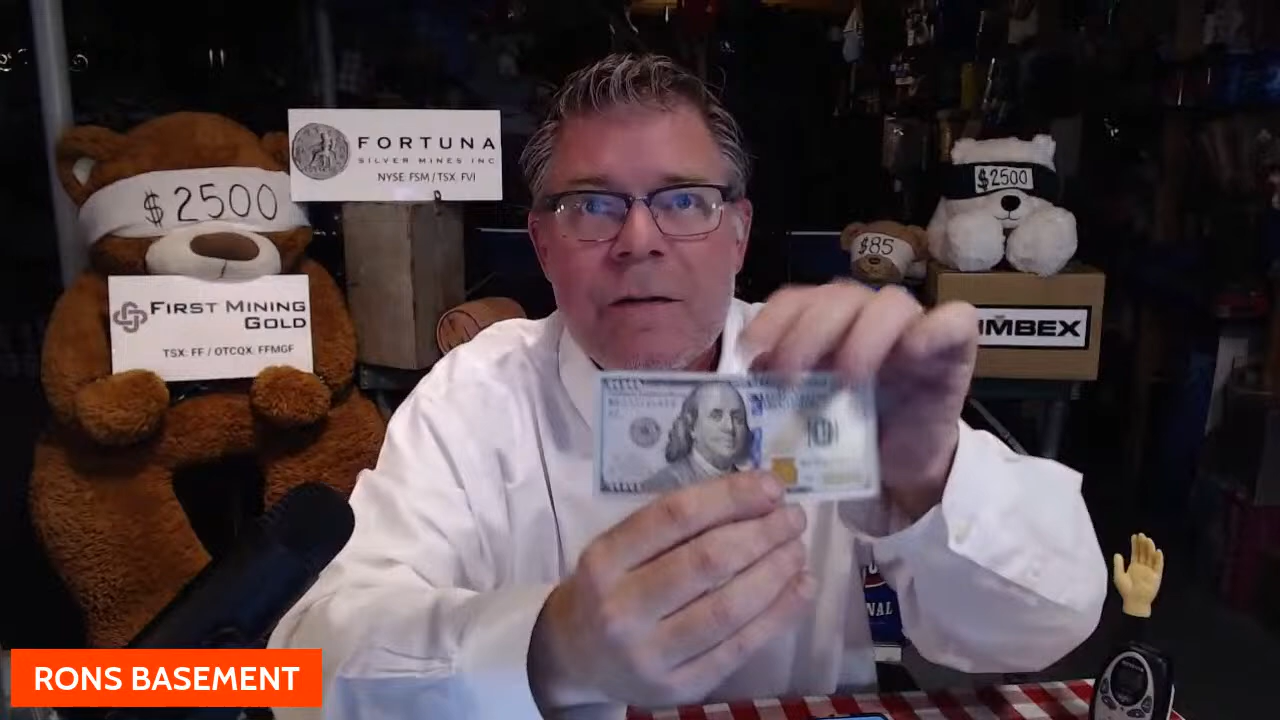 FORTUNA
SILVER MINES INC
NYSE: FSM / TSX: FVI
$2500
FIRST MINING
GOLD
TSX: FF / OTCQX: FFMGF
$2500
$85
IMBEX
NAL
RONS BASEMENT